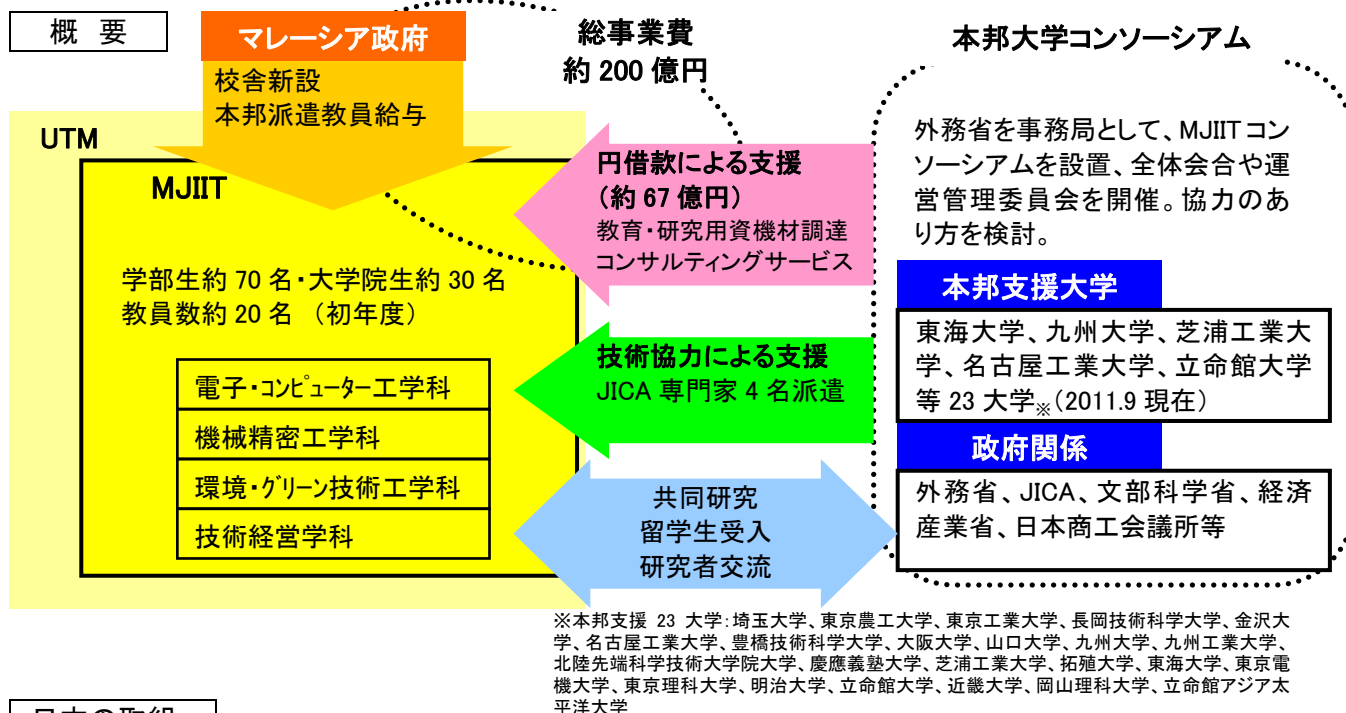 概 要
マレーシア政府
校舎新設
本邦派遣教員給与
総事業費
約 200 億円
本邦大学コンソーシアム
UTM
MJIIT
学部生約 70 名・大学院生約 30 名
教員数約 20 名 （初年度）
電子・コンピューター工学科
機械精密工学科
環境・グリーン技術工学科
技術経営学科
円借款による支援
（約 67 億円）
教育・研究用資機材調達
コンサルティングサービス
技術協力による支援
JICA 専門家 4 名派遣
共同研究
留学生受入
研究者交流
外務省を事務局として、MJIIT コン
ソーシアムを設置、全体会合や運
営管理委員会を開催。協力のあ
り方を検討。
本邦支援大学
東海大学、九州大学、芝浦工業大
学、名古屋工業大学、立命館大学
等 23 大学※（2011.9 現在）
政府関係
外務省、JICA、文部科学省、経済
産業省、日本商工会議所等
※本邦支援 23 大学：埼玉大学、東京農工大学、東京工業大学、長岡技術科学大学、金沢大
学、名古屋工業大学、豊橋技術科学大学、大阪大学、山口大学、九州大学、九州工業大学、
北陸先端科学技術大学院大学、慶應義塾大学、芝浦工業大学、拓殖大学、東海大学、東京電
機大学、東京理科大学、明治大学、立命館大学、近畿大学、岡山理科大学、立命館アジア太
平洋大学
日本の取組